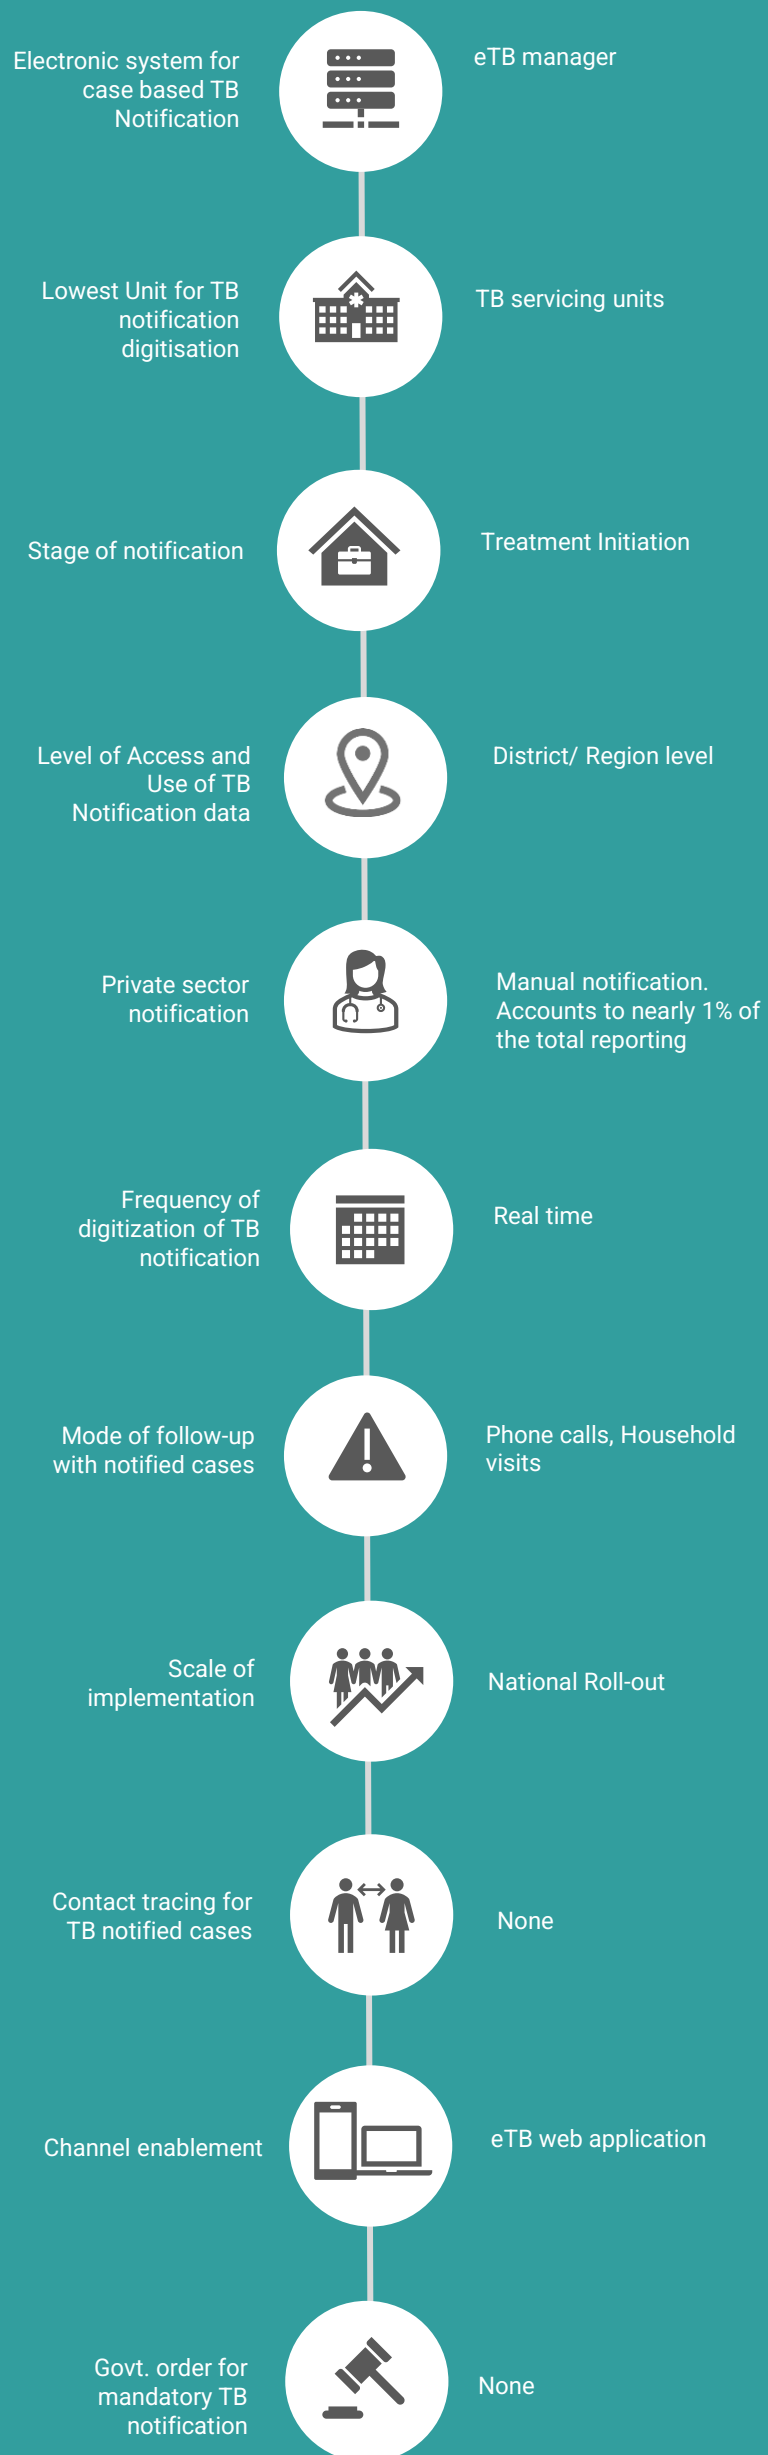 Electronic system for
case based TB
Notification
eTB manager
Lowest Unit for TB
notification
digitisation
TB servicing units
Stage of notification
Treatment Initiation
Level of Access and
Use of TB
Notification data
District/ Region level
Private sector
notification
Manual notification.
Accounts to nearly 1% of
the total reporting
Frequency of
digitization of TB
notification
Real time
Mode of follow-up
with notified cases
Phone calls, Household
visits
Scale of
implementation
National Roll-out
Contact tracing for
TB notified cases
None
Channel enablement
eTB web application
Govt. order for
mandatory TB
notification
None